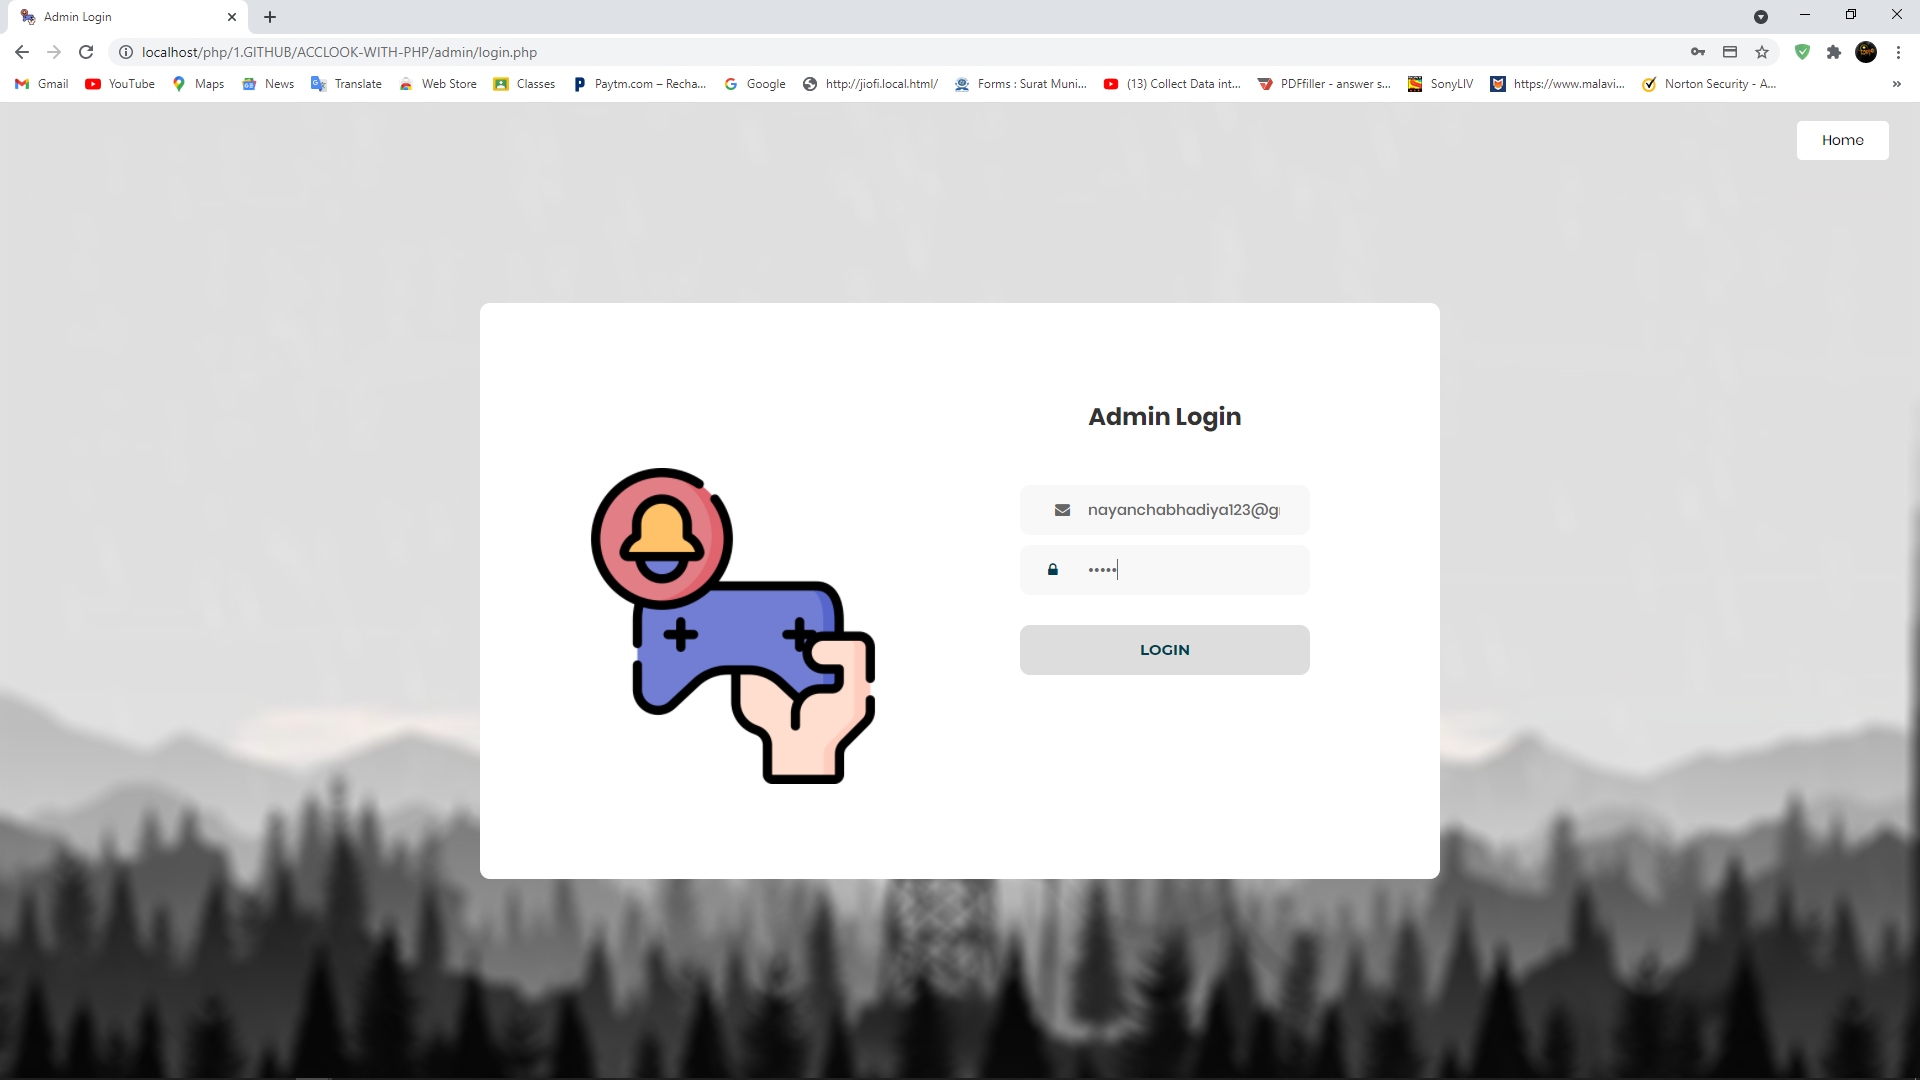 Admin Login
localhost/php/1.GITHUB/ACCLOOK-WITH-PHP/admin/login.php
Gmail YouTube Maps News Translate Web Store Classes Paytm.com – Recha... Google http://jiofi.local.html/ Forms : Surat Muni... (13) Collect Data int... PDFfiller - answer s... SonyLIV https://www.malavi... Norton Security - A... »
Home
Admin Login
nayanchabhadiya123@g
•••••
LOGIN